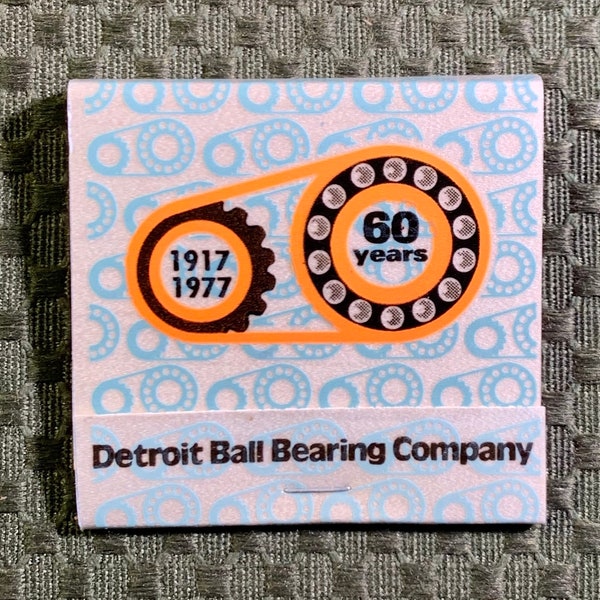 1917
1977
60
years
Detroit Ball Bearing Company